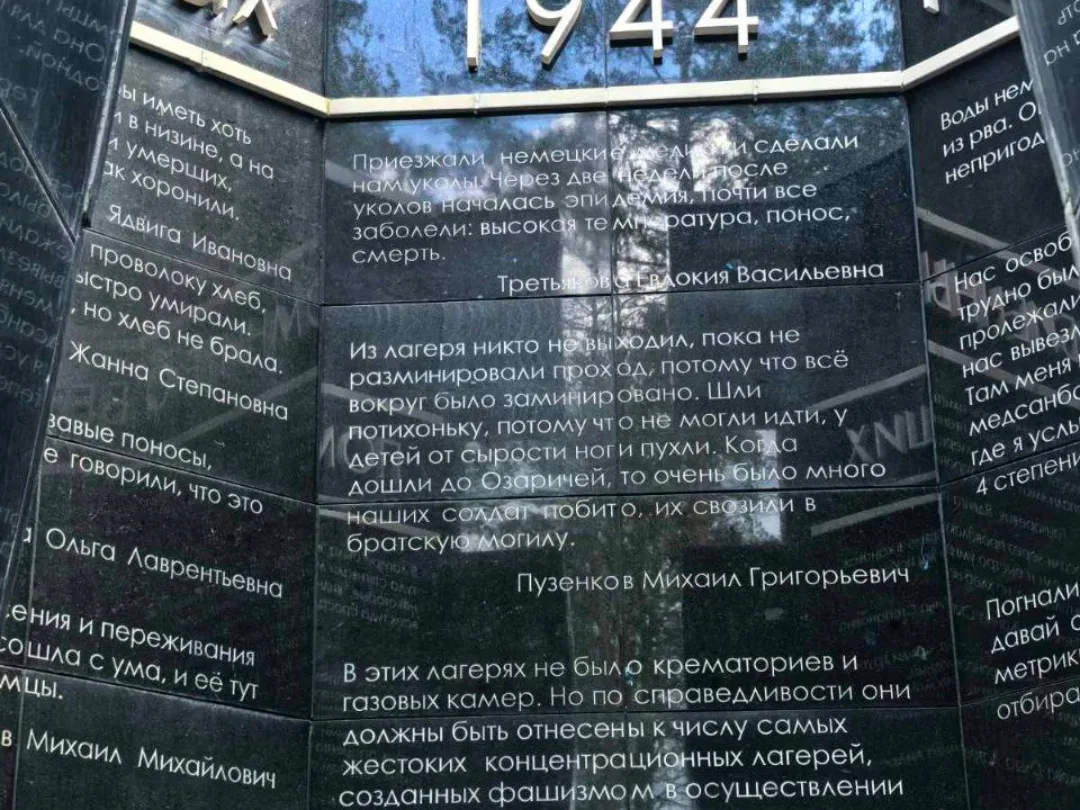 1944
ы иметь хоть
и в низине, а на
и умерших,
ак хоронили.
Ядвига Ивановна
проволоку хлеб,
ыстро умирали.
, но хлеб не брала.
Жанна Степановна
завые поносы,
е говорили, что это
Ольга Лаврентьевна
ения и переживания
сошла с ума, и её тут
мцы.
в Михаил Михайлович
Приезжали немецкие медики сделали
нам уколы. Через две недели после
уколов началась эпидемия, почти все
заболели: высокая температура, понос,
смерть.
Третьякова Евдокия Васильевна
Из лагеря никто не выходил, пока не
разминировали проход, потому что всё
вокруг было заминировано. Шли
потихоньку, потому что не могли идти, у
детей от сырости ноги пухли. Когда
дошли до Озаричей, то очень было много
наших солдат побито, их свозили в
братскую могилу.
Пузенков Михаил Григорьевич
В этих лагерях не было крематориев и
газовых камер. Но по справедливости они
должны быть отнесены к числу самых
жестоких концентрационных лагерей,
созданных фашизмом в осуществлении
Воды нем
из рва. О
непригод
Нас освоб
трудно был
пролежали
нас вывезл
Там меня
медсанба
где я услы
4 степени
Погнали
давай с
метрик
отбира